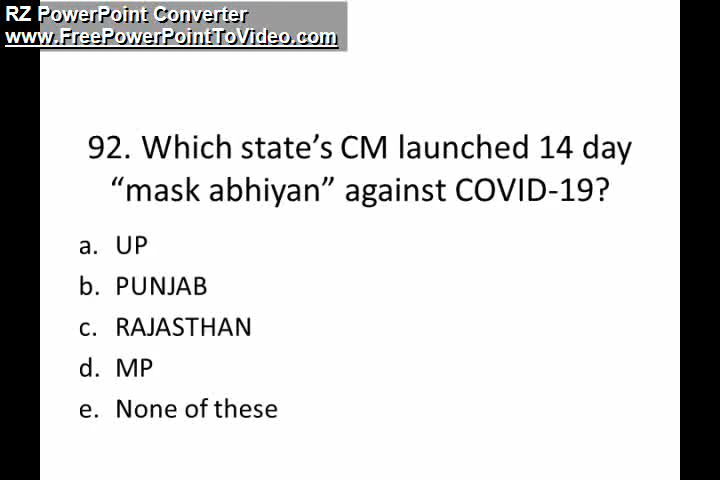 RZ PowerPoint Converter
www.FreePowerPointToVideo.com
92. Which state’s CM launched 14 day
“mask abhiyan” against COVID-19?
a. UP
b. PUNJAB
c. RAJASTHAN
d. MP
e. None of these